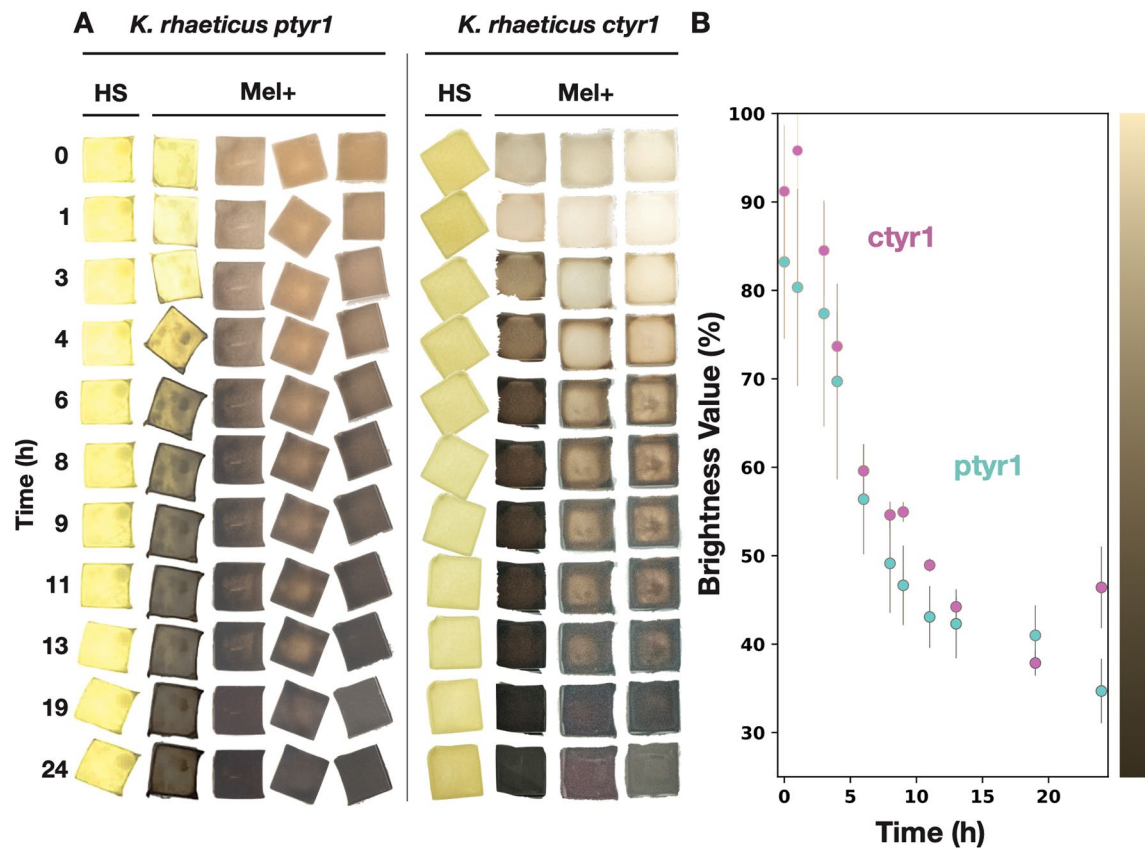 A K. rhaeticus ptyr1 K. rhaeticus ctyr1 B
HS Mel+ HS Mel+
0
1
3
4
6
8
9
11
13
19
24
Time (h)
100
90
80
70
60
50
40
30
Brightness Value (%)
ctyr1
ptyr1
0 5 10 15 20
Time (h)